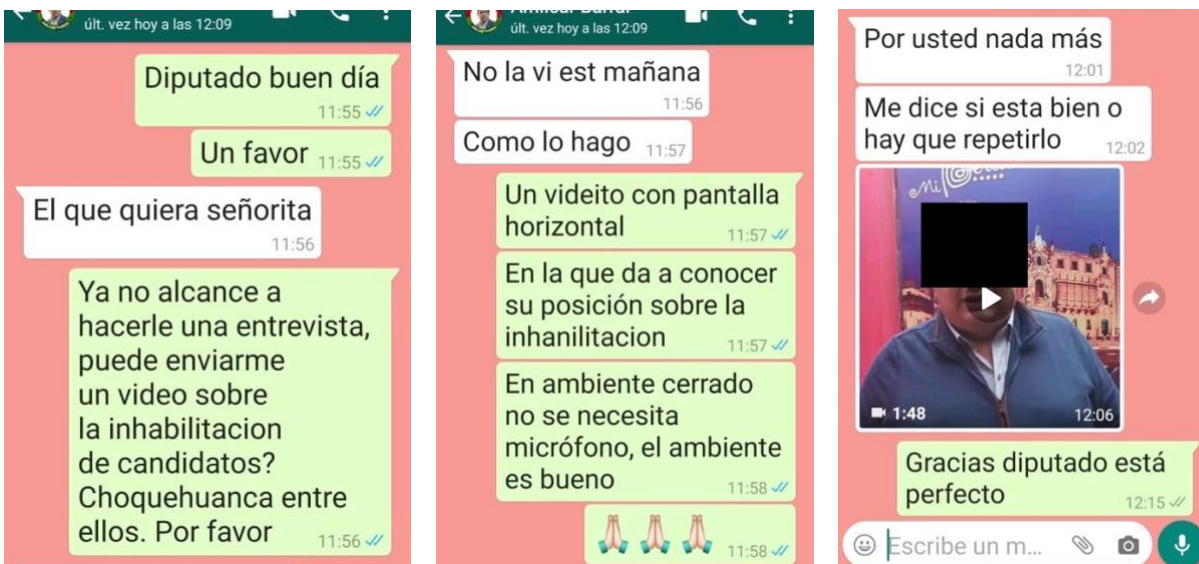 últ. vez hoy a las 12:09
Diputado buen día
11:55
Un favor 11:55
El que quiera señorita
11:56
Ya no alcance a
hacerle una entrevista,
puede enviarme
un video sobre
la inhabilitacion
de candidatos?
Choquehuanca entre
ellos. Por favor 11:56
últ. vez hoy a las 12:09
No la vi est mañana
11:56
Como lo hago 11:57
Un videito con pantalla
horizontal 11:57
En la que da a conocer
su posición sobre la
inhanilitacion 11:57
En ambiente cerrado
no se necesita
micrófono, el ambiente
es bueno 11:58
🙏🏻 🙏🏻 🙏🏻 11:58
Por usted nada más
12:01
Me dice si esta bien o
hay que repetirlo 12:02
Mi
1:48 12:06
Gracias diputado está
perfecto 12:15
Escribe un m...